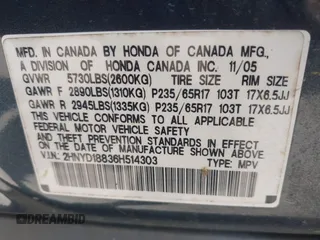 MFD. IN CANADA BY HONDA OF CANADA MFG.,
A DIVISION OF HONDA CANADA INC. 11/05
GVWR 5730LBS(2600KG) TIRE SIZE RIM SIZE
GAWR F 2890LBS(1310KG) P235/65R17 103T 17X6.5JJ
GAWR R 2945LBS(1335KG) P235/65R17 103T 17X6.5JJ
THIS VEHICLE CONFORMS TO ALL APPLICABLE
FEDERAL MOTOR VEHICLE SAFETY AND
THEFT PREVENTION STANDARDS IN EFFECT ON
THE DATE OF MANUFACTURE SHOWN ABOVE.
V.I.N.: 2HNYD18836H514303 TYPE: MPV
© IAAI/DREAMBID